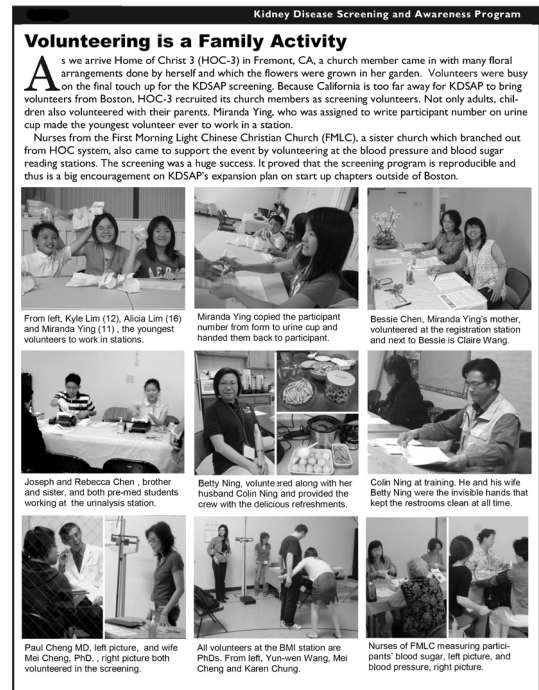 Kidney Disease Screening and Awareness Program
Volunteering is a Family Activity
As we arrive Home of Christ 3 (HOC-3) in Fremont, CA, a church member came in with many floral
arrangements done by herself and which the flowers were grown in her garden. Volunteers were busy
on the final touch up for the KDSAP screening. Because California is too far away for KDSAP to bring
volunteers from Boston, HOC-3 recruited its church members as screening volunteers. Not only adults, chil-
dren also volunteered with their parents. Miranda Ying, who was assigned to write participant number on urine
cup made the youngest volunteer ever to work in a station.
Nurses from the First Morning Light Chinese Christian Church (FMLC), a sister church which branched out
from HOC system, also came to support the event by volunteering at the blood pressure and blood sugar
reading stations. The screening was a huge success. It proved that the screening program is reproducible and
thus is a big encouragement on KDSAP's expansion plan on start up chapters outside of Boston.
From left, Kyle Lim (12), Alicia Lim (16)
and Miranda Ying (11) , the youngest
volunteers to work in stations.
Miranda Ying copied the participant
number from form to urine cup and
handed them back to participant.
Bessie Chen, Miranda Ying's mother,
volunteered at the registration station
and next to Bessie is Claire Wang.
Joseph and Rebecca Chen , brother
and sister, and both pre-med students
working at the urinalysis station.
Betty Ning, volunteered along with her
husband Colin Ning and provided the
crew with the delicious refreshments.
Colin Ning at training. He and his wife
Betty Ning were the invisible hands that
kept the restrooms clean at all time.
Paul Cheng MD, left picture, and wife
Mei Cheng, PhD. , right picture both
volunteered in the screening.
All volunteers at the BMI station are
PhDs. From left, Yun-wen Wang, Mei
Cheng and Karen Chung.
Nurses of FMLC measuring partici-
pants' blood sugar, left picture, and
blood pressure, right picture.